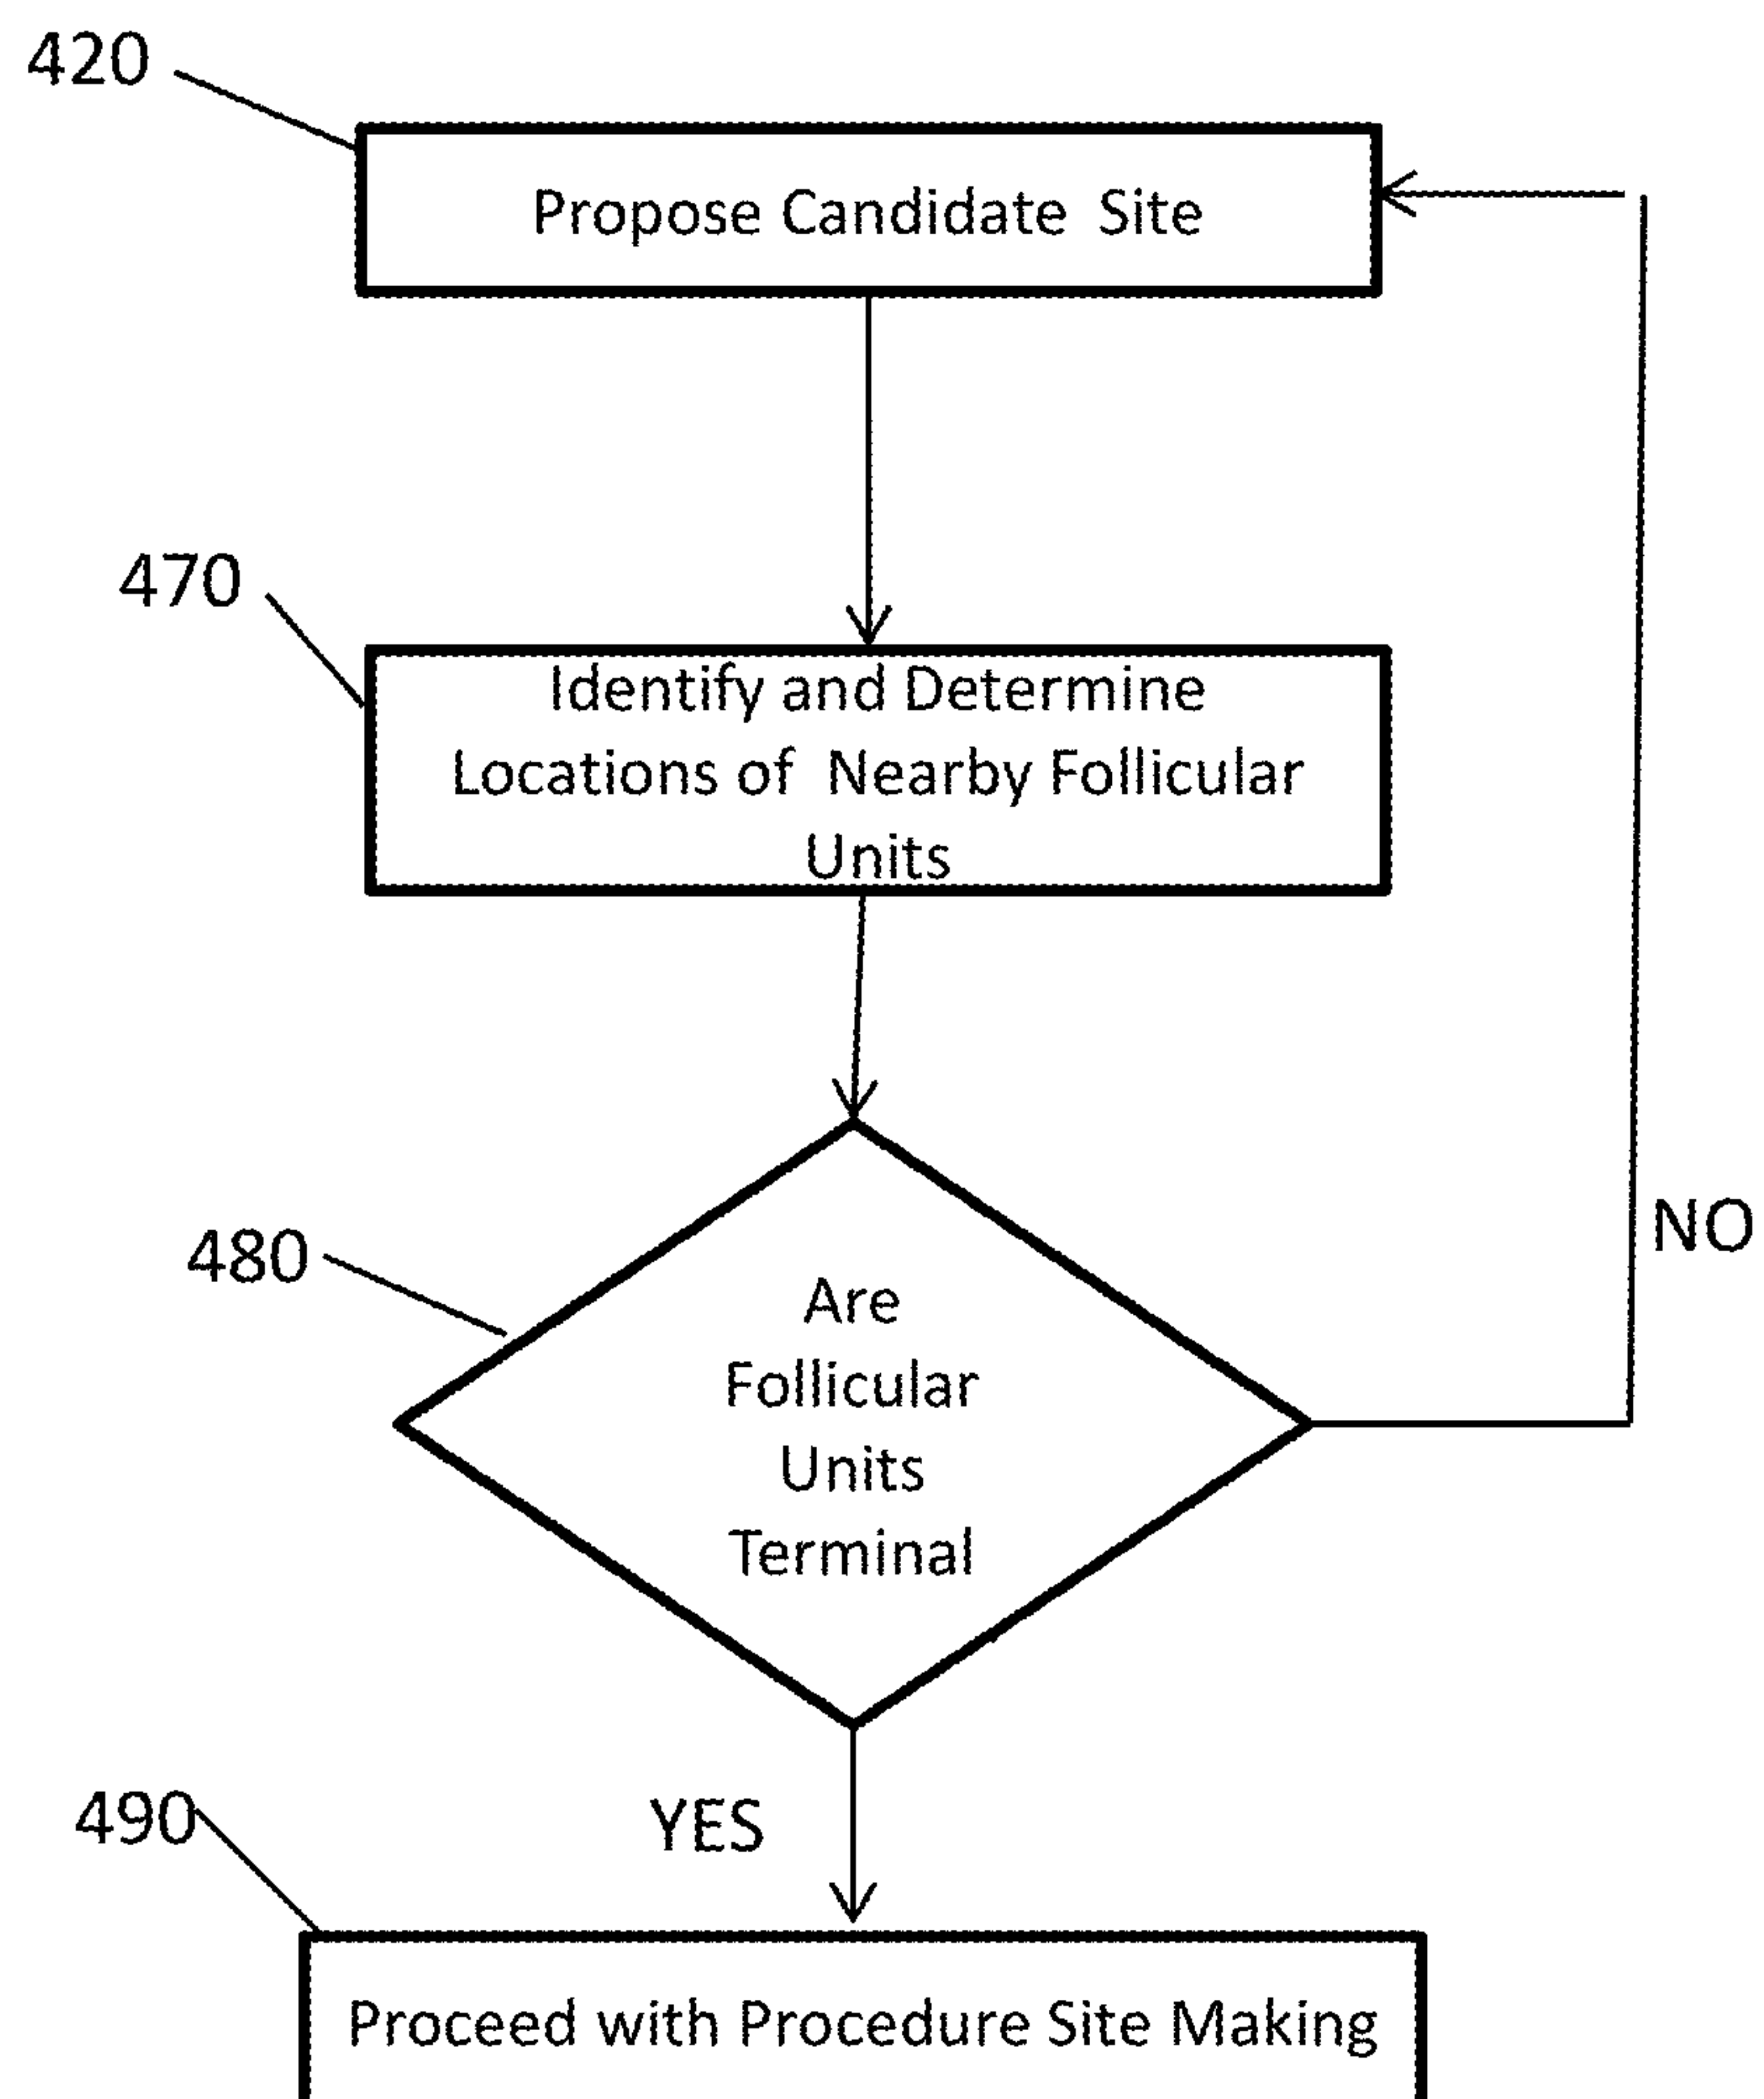 420
Propose Candidate Site
470
Identify and Determine
Locations of Nearby Follicular
Units
480
Are
Follicular
Units
Terminal
NO
YES
490
Proceed with Procedure Site Making